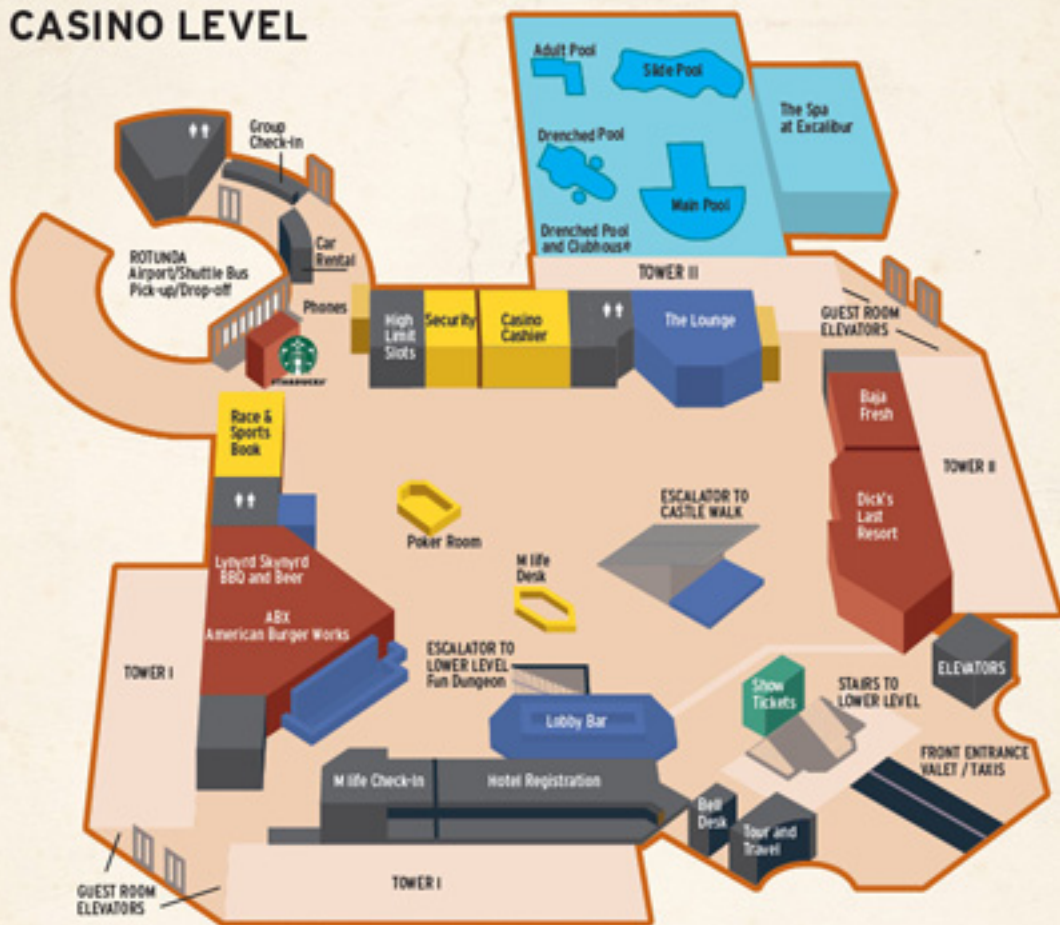 CASINO LEVEL
Adult Pool
Slide Pool
The Spa
at Excalibur
Group
Check-In
Drenched Pool
Main Pool
Drenched Pool
and Clubhouse
ROTUNDA
Airport/Shuttle Bus
Pick-up/Drop-off
Car
Rental
TOWER III
Phones
High
Limit
Slots
Security
Casino
Cashier
The Lounge
GUEST ROOM
ELEVATORS
STARBUCKS
Race &
Sports
Book
Baja
Fresh
TOWER II
Dick's
Last
Resort
ESCALATOR TO
CASTLE WALK
Poker Room
M life
Desk
Lynyrd Skynyrd
BBQ and Beer
ABX
American Burger Works
TOWER I
ESCALATOR TO
LOWER LEVEL
Fun Dungeon
Show
Tickets
STAIRS TO
LOWER LEVEL
ELEVATORS
Lobby Bar
FRONT ENTRANCE
VALET / TAXIS
M life Check-In
Hotel Registration
Bell
Desk
Tour and
Travel
GUEST ROOM
ELEVATORS
TOWER I